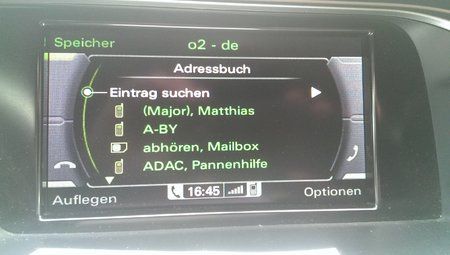 Speicher o2 - de
Adressbuch
Eintrag suchen
(Major), Matthias
A-BY
abhören, Mailbox
ADAC, Pannenhilfe
Auflegen 16:45 Optionen